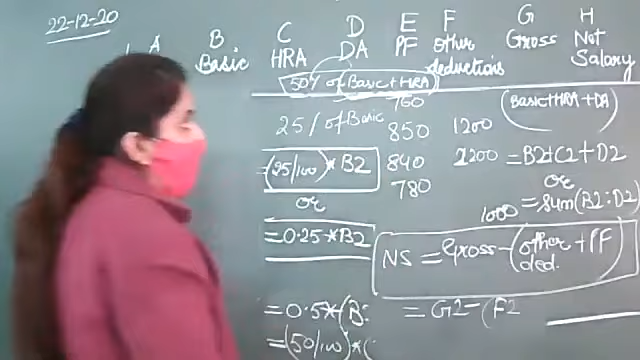 22-12-20
A B C D E F G H
Basic HRA DA PF Other deductions Gross Net Salary
(50% of Basic+HRA)
(Basic+HRA+DA)
25% of Basic
760
850 1200
=(25/100)*B2 840 2200 =B2+C2+D2
or 780 or
1000 =sum(B2:D2)
=0.25*B2
NS = Gross-(other ded. + PF)
=0.5*(B
=G2-(F2
=(50/100)*(